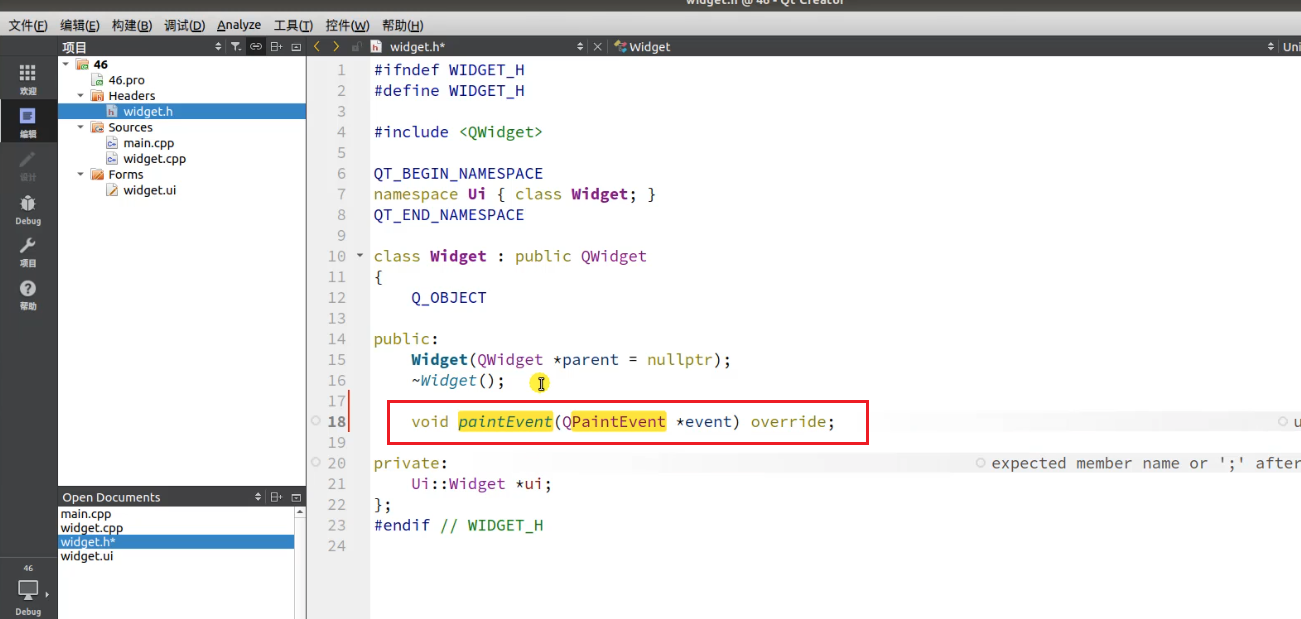 widget.h @ 46 - Qt Creator
文件(F) 编辑(E) 构建(B) 调试(D) Analyze 工具(T) 控件(W) 帮助(H)
项目
widget.h*
Widget
欢迎
编辑
设计
Debug
项目
帮助
46
46.pro
Headers
widget.h
Sources
main.cpp
widget.cpp
Forms
widget.ui
Open Documents
main.cpp
widget.cpp
widget.h*
widget.ui
46
Debug
1 #ifndef WIDGET_H
2 #define WIDGET_H
3
4 #include <QWidget>
5
6 QT_BEGIN_NAMESPACE
7 namespace Ui { class Widget; }
8 QT_END_NAMESPACE
9
10 class Widget : public QWidget
11 {
12 Q_OBJECT
13
14 public:
15 Widget(QWidget *parent = nullptr);
16 ~Widget();
17
18 void paintEvent(QPaintEvent *event) override;
19
20 private: expected member name or ';' after
21 Ui::Widget *ui;
22 };
23 #endif // WIDGET_H
24